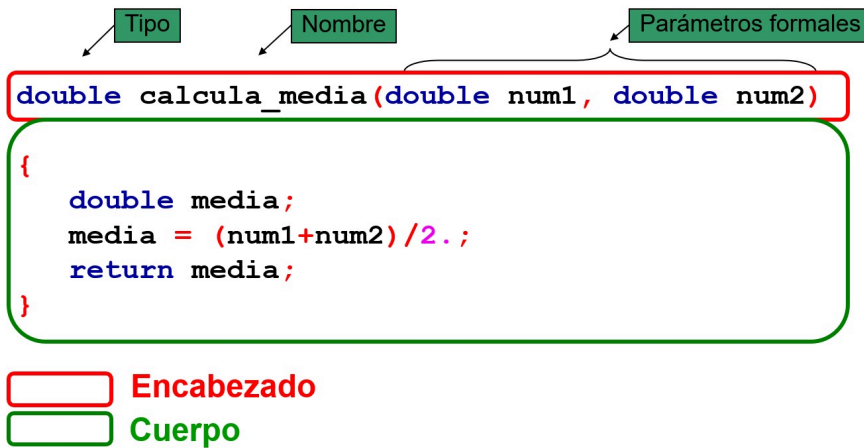 Tipo Nombre Parámetros formales
double calcula_media(double num1, double num2)
{
double media;
media = (num1+num2)/2.;
return media;
}
Encabezado
Cuerpo